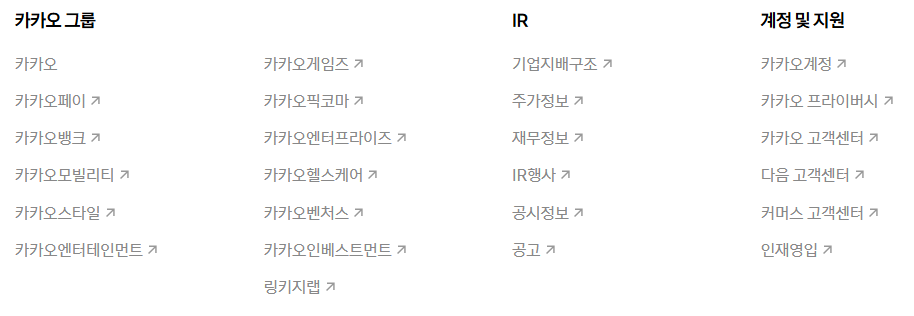 카카오 그룹
카카오
카카오페이
카카오뱅크
카카오모빌리티
카카오스타일
카카오엔터테인먼트
카카오게임즈
카카오픽코마
카카오엔터프라이즈
카카오헬스케어
카카오벤처스
카카오인베스트먼트
링키지랩
IR
기업지배구조
주가정보
재무정보
IR행사
공시정보
공고
계정 및 지원
카카오계정
카카오 프라이버시
카카오 고객센터
다음 고객센터
커머스 고객센터
인재영입